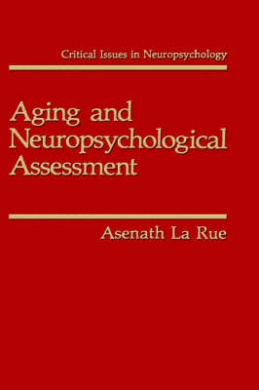 Critical Issues in Neuropsychology
Aging and
Neuropsychological
Assessment
Asenath La Rue